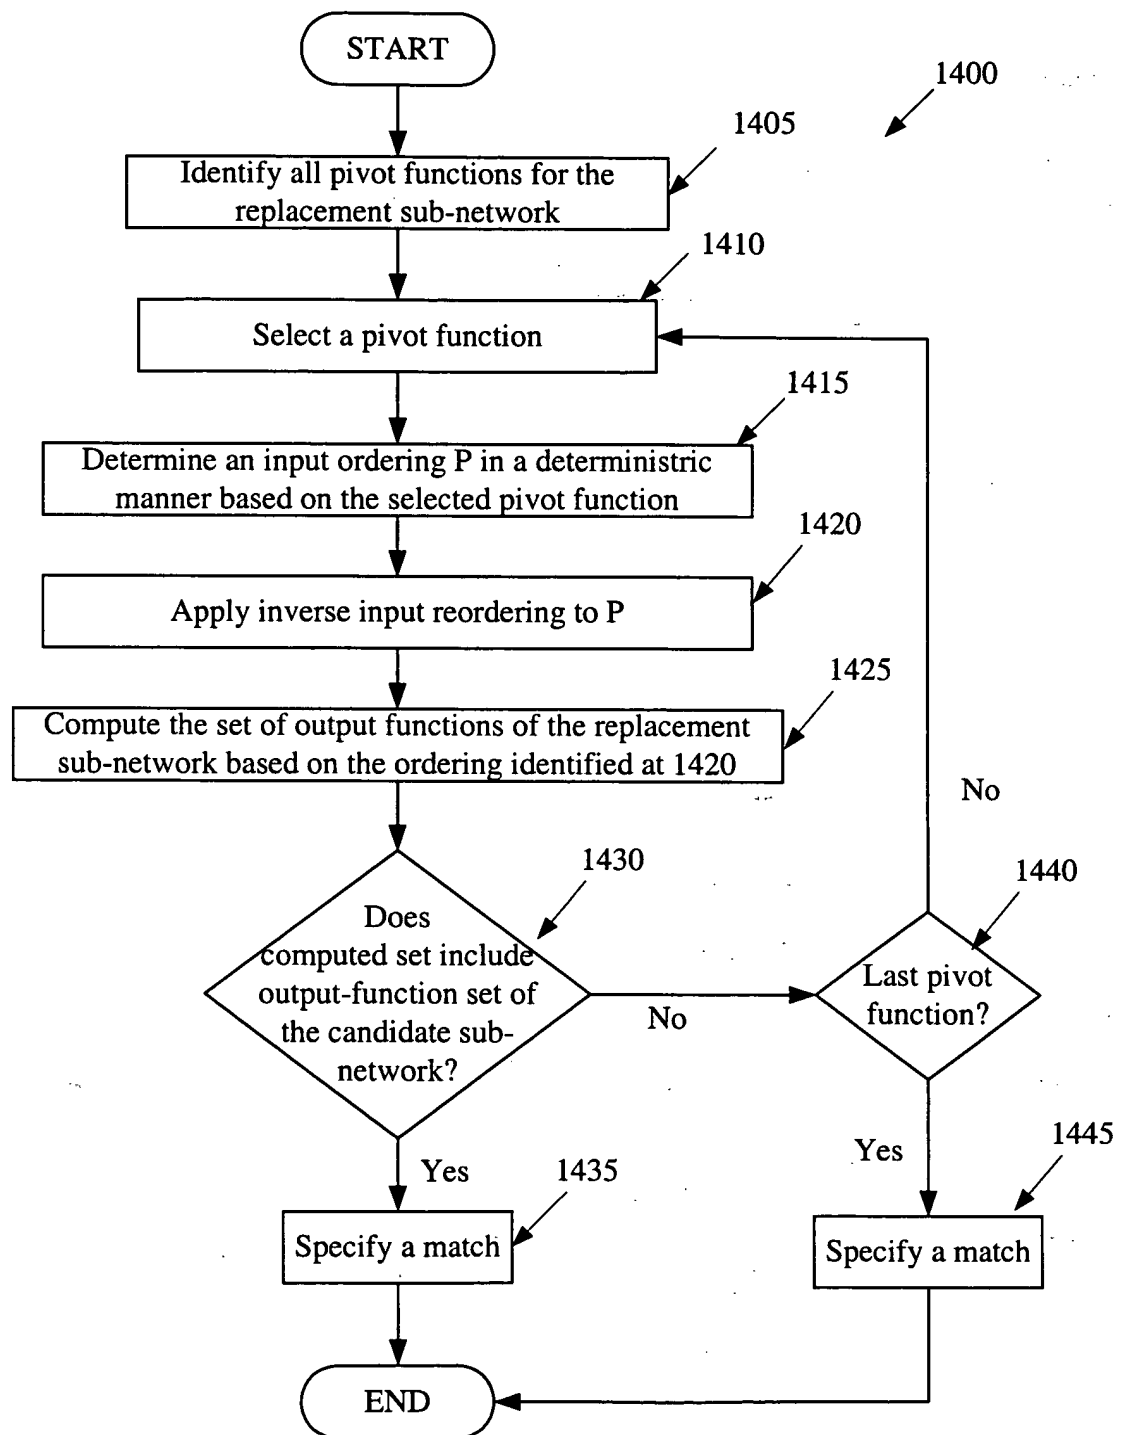 START
1400
1405
Identify all pivot functions for the
replacement sub-network
1410
Select a pivot function
1415
Determine an input ordering P in a deterministric
manner based on the selected pivot function
1420
Apply inverse input reordering to P
1425
Compute the set of output functions of the replacement
sub-network based on the ordering identified at 1420
No
1430
Does
computed set include
output-function set of
the candidate sub-
network?
No
1440
Last pivot
function?
Yes
1435
Specify a match
Yes
1445
Specify a match
END